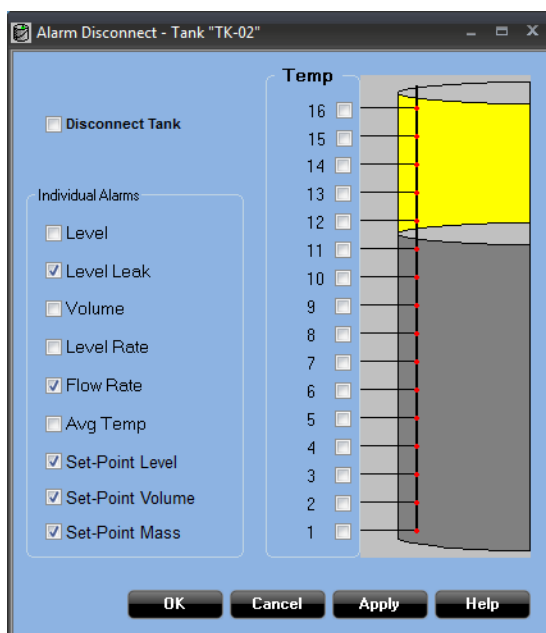 Alarm Disconnect - Tank "TK-02"
Disconnect Tank
Individual Alarms
Level
Level Leak
Volume
Level Rate
Flow Rate
Avg Temp
Set-Point Level
Set-Point Volume
Set-Point Mass
Temp
16
15
14
13
12
11
10
9
8
7
6
5
4
3
2
1
OK
Cancel
Apply
Help